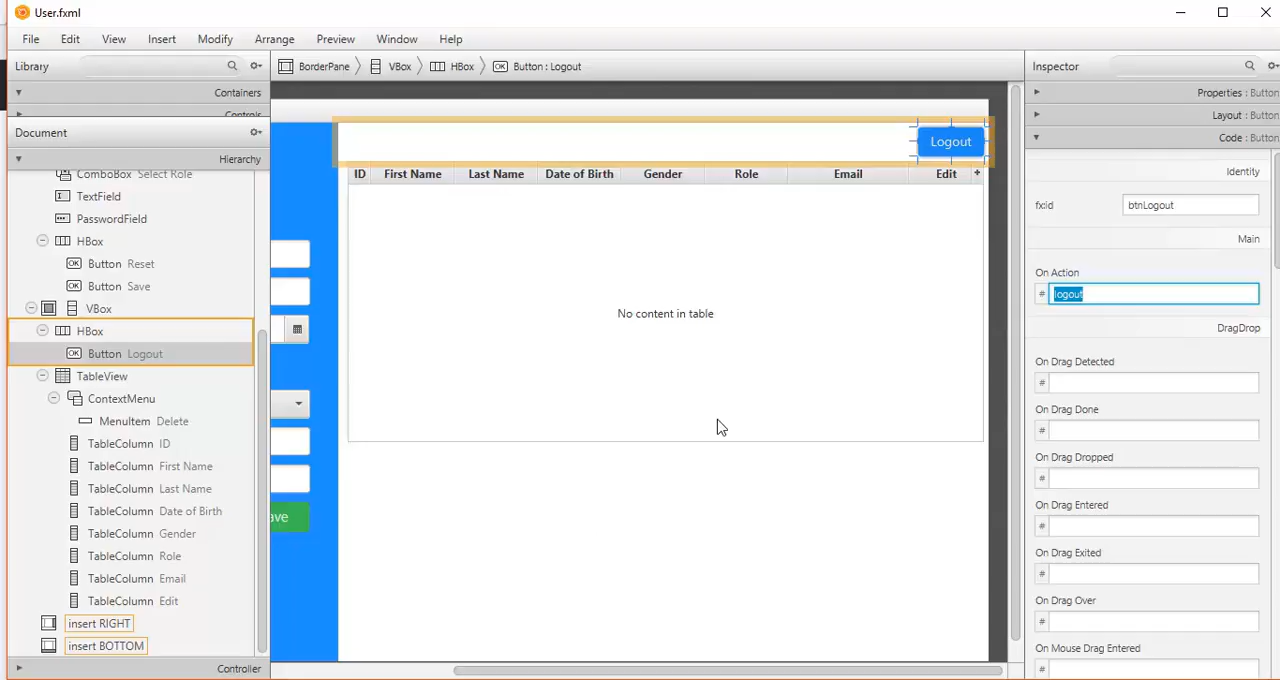 User.fxml
File Edit View Insert Modify Arrange Preview Window Help
Library
BorderPane VBox HBox Button : Logout
Inspector
Containers
Controls
Document
Hierarchy
ComboBox Select Role
TextField
PasswordField
HBox
Button Reset
Button Save
VBox
HBox
Button Logout
TableView
ContextMenu
MenuItem Delete
TableColumn ID
TableColumn First Name
TableColumn Last Name
TableColumn Date of Birth
TableColumn Gender
TableColumn Role
TableColumn Email
TableColumn Edit
insert RIGHT
insert BOTTOM
Controller
Logout
ID First Name Last Name Date of Birth Gender Role Email Edit +
No content in table
ave
Properties : Button
Layout : Button
Code : Button
Identity
fx:id btnLogout
Main
On Action
# logout
DragDrop
On Drag Detected
#
On Drag Done
#
On Drag Dropped
#
On Drag Entered
#
On Drag Exited
#
On Drag Over
#
On Mouse Drag Entered
#